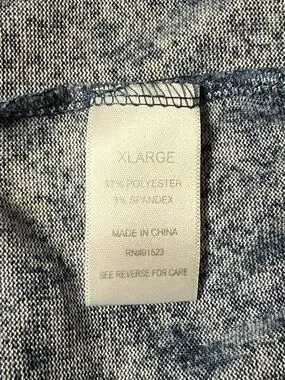 XLARGE
97% POLYESTER
3% SPANDEX
MADE IN CHINA
RN#91523
SEE REVERSE FOR CARE